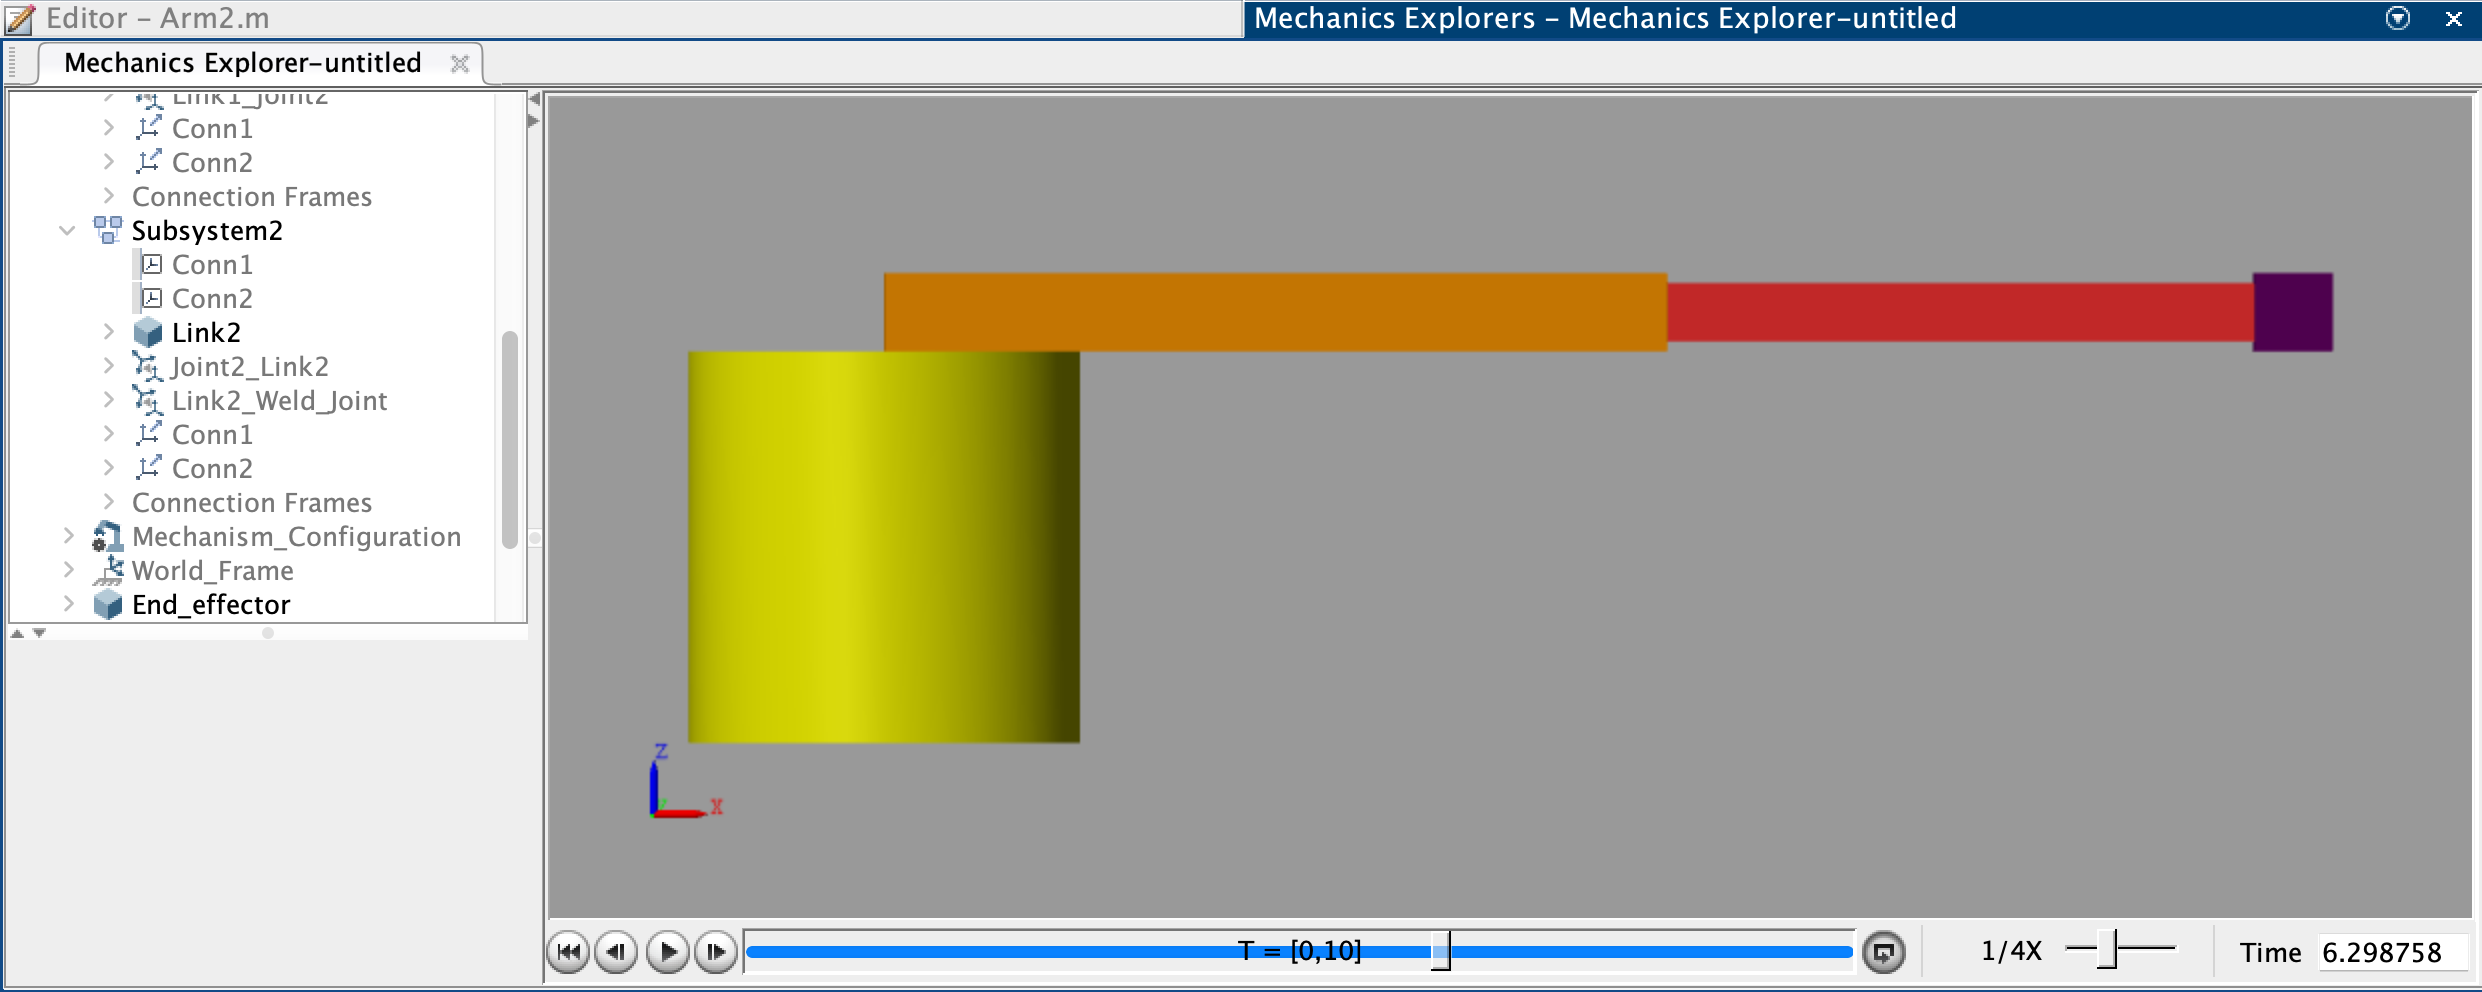 Editor – Arm2.m
Mechanics Explorers – Mechanics Explorer–untitled
Mechanics Explorer–untitled
Link1_Joint2
Conn1
Conn2
Connection Frames
Subsystem2
Conn1
Conn2
Link2
Joint2_Link2
Link2_Weld_Joint
Conn1
Conn2
Connection Frames
Mechanism_Configuration
World_Frame
End_effector
Z
Y
X
T = [0,10]
1/4X
Time 6.298758